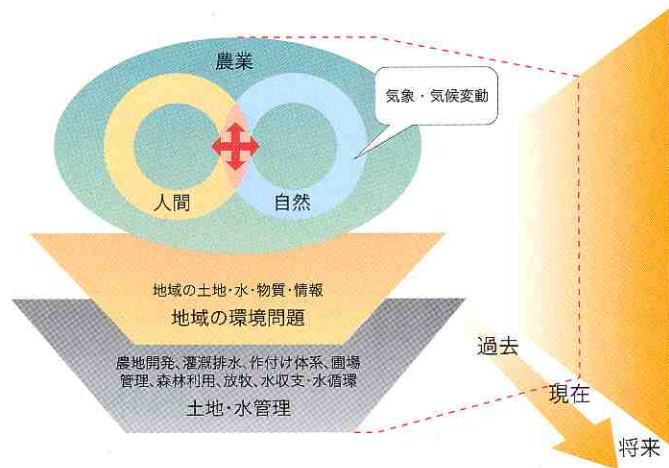 農業
気象・気候変動
人間
自然
地域の土地・水・物質・情報
地域の環境問題
農地開発、灌漑排水、作付け体系、圃場
管理、森林利用、放牧、水収支・水循環
土地・水管理
過去
現在
将来